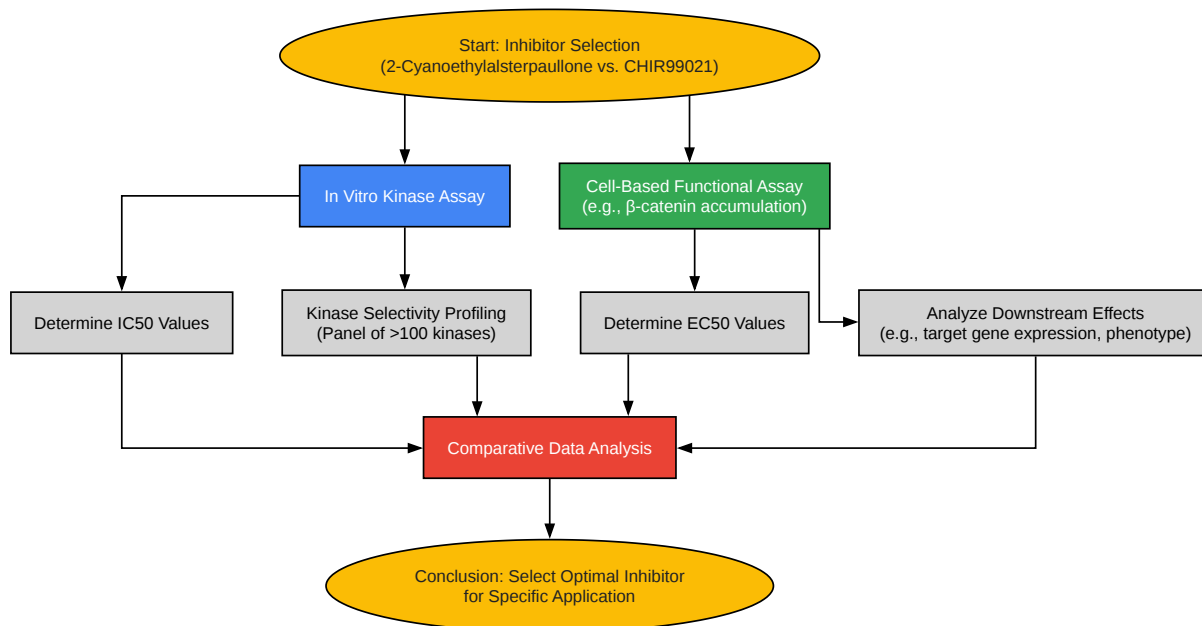 Start: Inhibitor Selection
(2-Cyanoethylalsterpaullone vs. CHIR99021)
In Vitro Kinase Assay
Cell-Based Functional Assay
(e.g., β-catenin accumulation)
Determine IC50 Values
Kinase Selectivity Profiling
(Panel of >100 kinases)
Determine EC50 Values
Analyze Downstream Effects
(e.g., target gene expression, phenotype)
Comparative Data Analysis
Conclusion: Select Optimal Inhibitor
for Specific Application